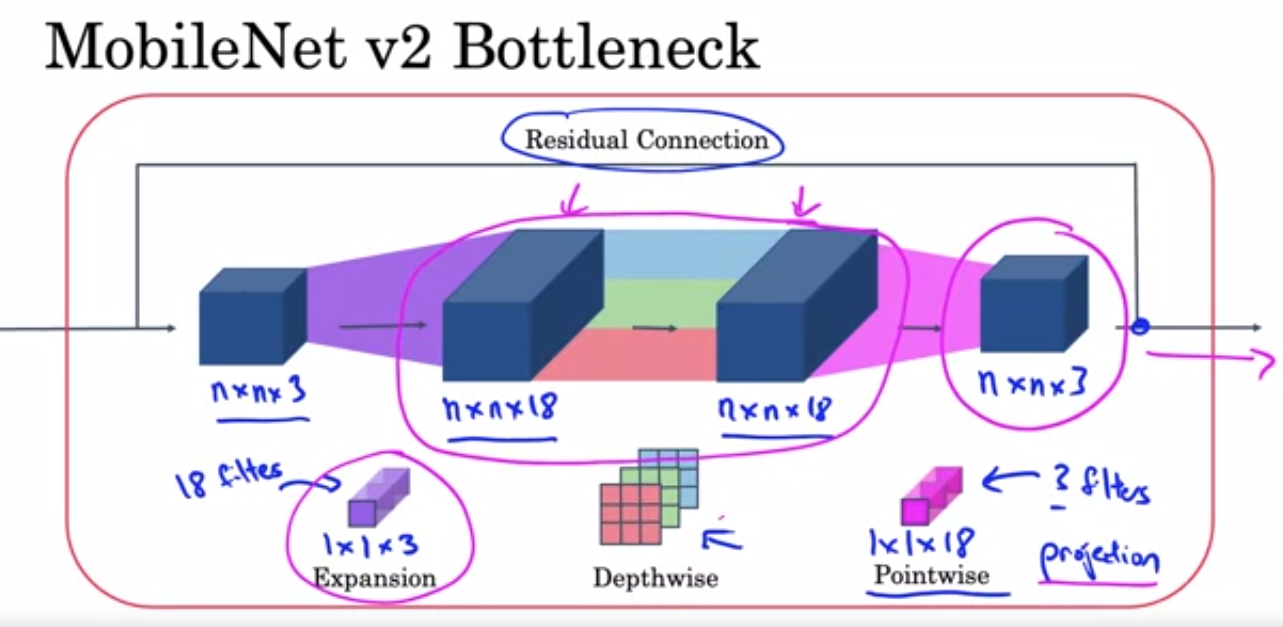 MobileNet v2 Bottleneck
Residual Connection
n×n×3
n×n×18
n×n×18
n×n×3
18 filtes
3 filters
1×1×3
1×1×18
projection
Expansion
Depthwise
Pointwise